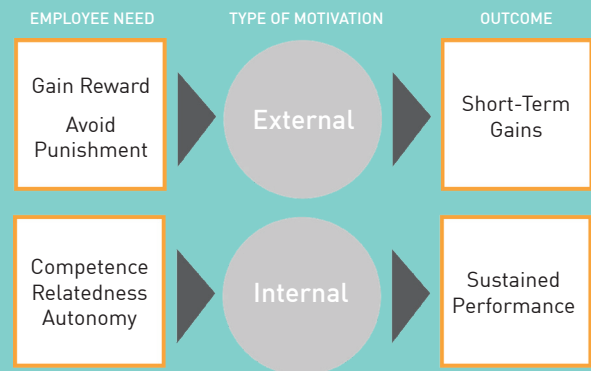 EMPLOYEE NEED
TYPE OF MOTIVATION
OUTCOME
Gain Reward
Avoid
Punishment
External
Short-Term
Gains
Competence
Relatedness
Autonomy
Internal
Sustained
Performance